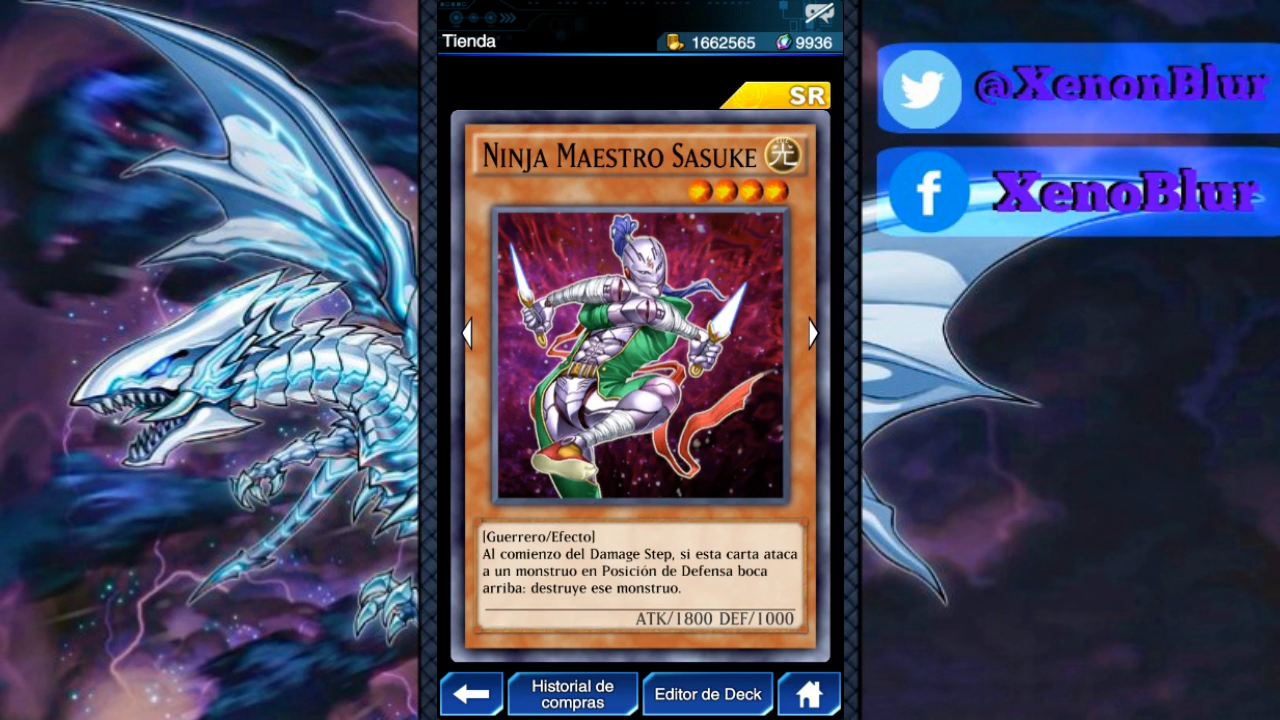 Tienda
1662565
9936
SR
NINJA MAESTRO SASUKE
光
[Guerrero/Efecto]
Al comienzo del Damage Step, si esta carta ataca
a un monstruo en Posición de Defensa boca
arriba: destruye ese monstruo.
ATK/1800 DEF/1000
Historial de
compras
Editor de Deck
@XenonBlur
f
XenoBlur